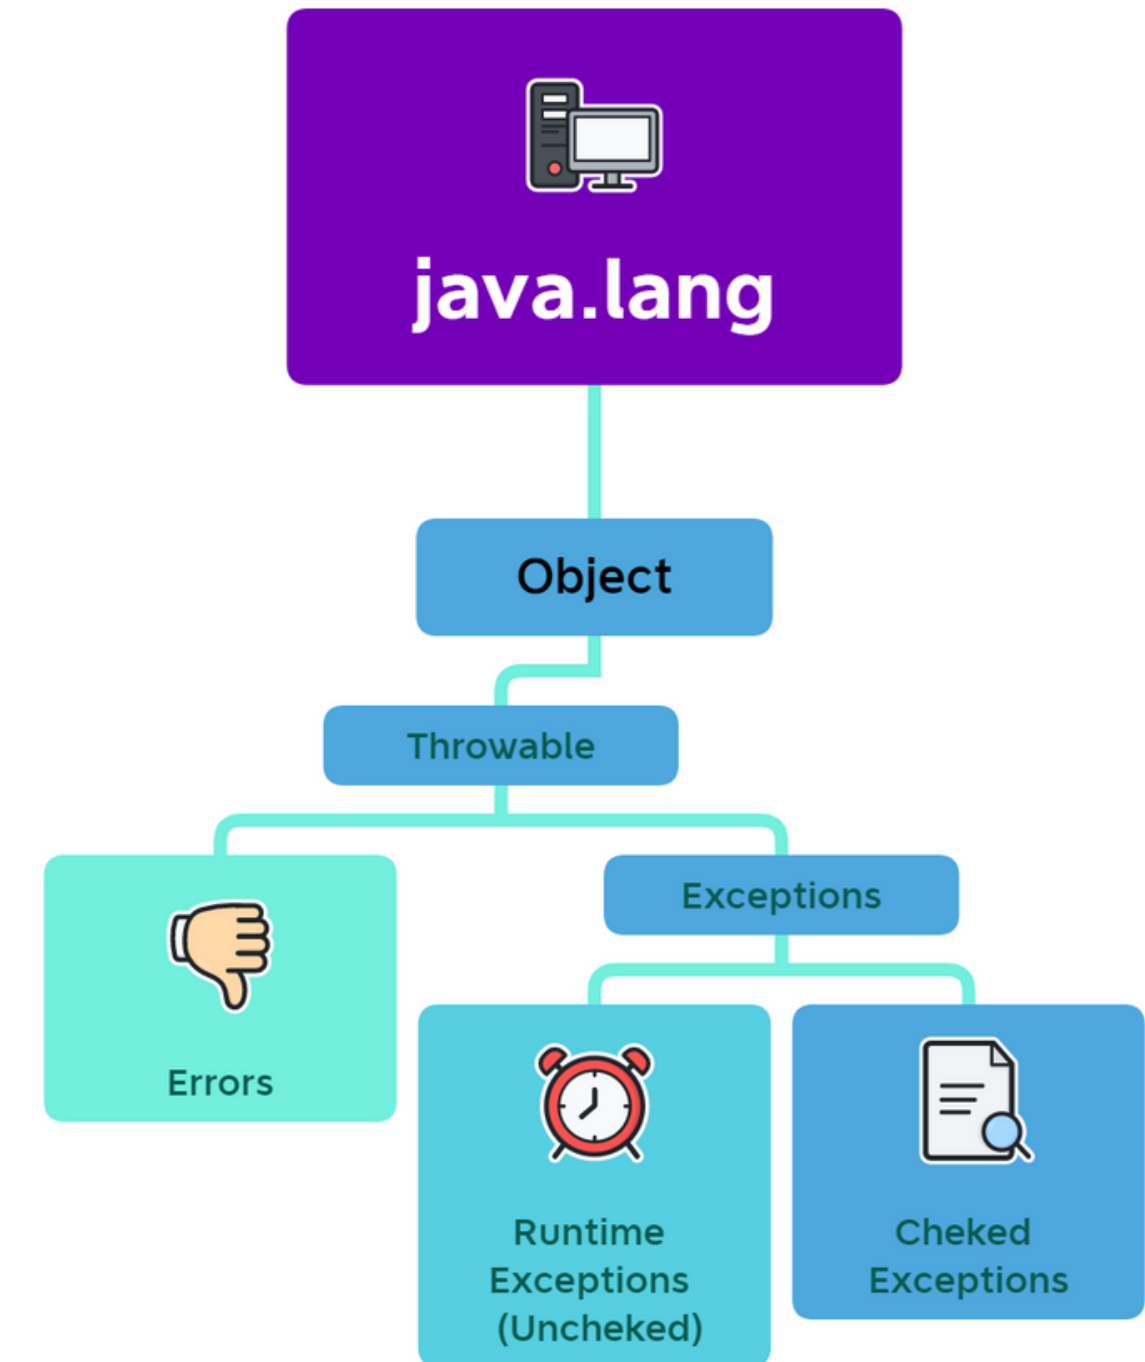 java.lang
Object
Throwable
Exceptions
Errors
Runtime
Exceptions
(Uncheked)
Cheked
Exceptions